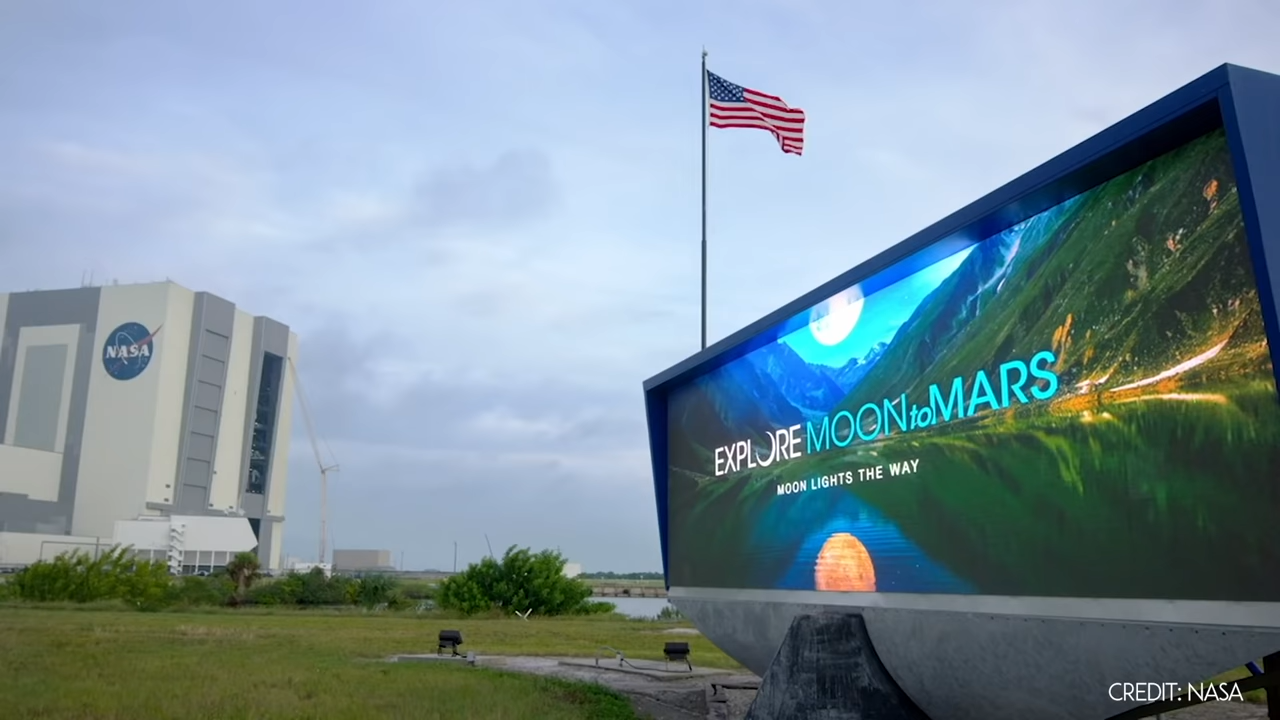 NASA
EXPLORE MOON to MARS
MOON LIGHTS THE WAY
CREDIT: NASA